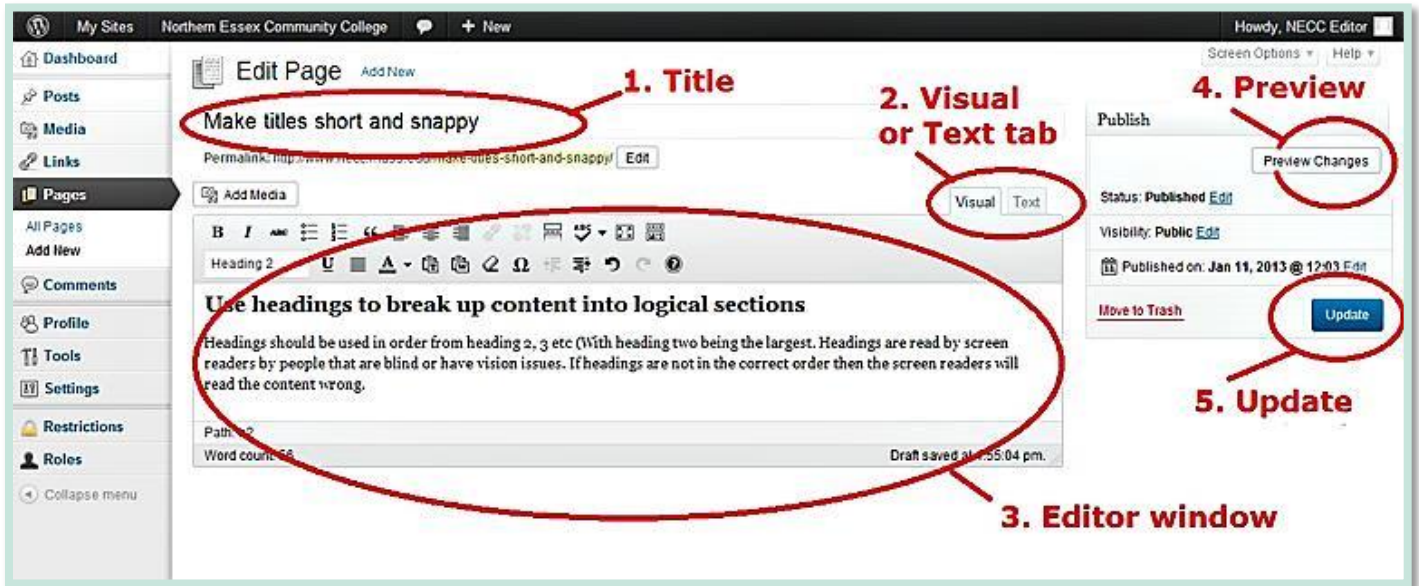 My Sites Northern Essex Community College + New Howdy, NECC Editor
Screen Options Help
Dashboard
Posts
Media
Links
Pages
All Pages
Add New
Comments
Profile
Tools
Settings
Restrictions
Roles
Collapse menu
Edit Page Add New
1. Title
Make titles short and snappy
Permalink: Edit
Add Media
2. Visual
or Text tab
Visual Text
B I ABC
Heading 2 U A Ω
Use headings to break up content into logical sections
Headings should be used in order from heading 2, 3 etc (With heading two being the largest. Headings are read by screen
readers by people that are blind or have vision issues. If headings are not in the correct order then the screen readers will
read the content wrong.
Path:
Word count:
Draft saved at
3. Editor window
4. Preview
Publish
Preview Changes
Status: Published Edit
Visibility: Public Edit
Published on: Jan 11, 2013 @ 12:03 Edit
Move to Trash Update
5. Update